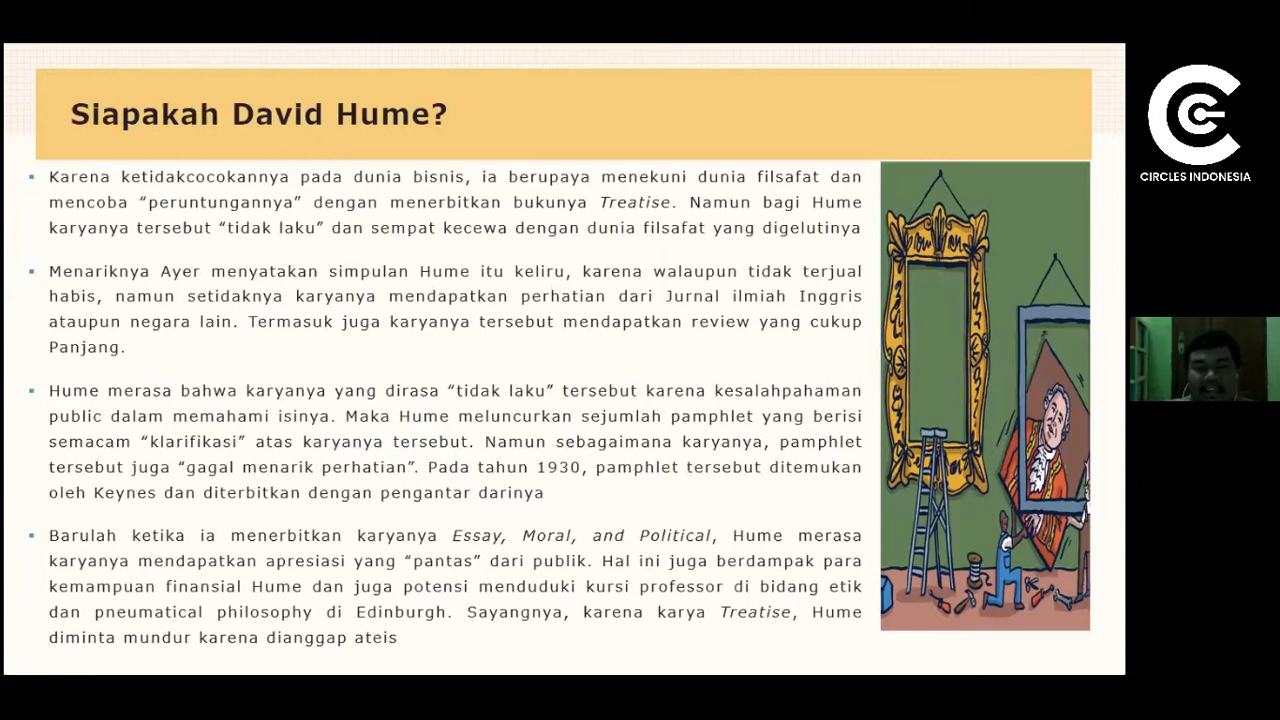 Siapakah David Hume?
Karena ketidakcocokannya pada dunia bisnis, ia berupaya menekuni dunia filsafat dan
mencoba “peruntungannya” dengan menerbitkan bukunya Treatise. Namun bagi Hume
karyanya tersebut “tidak laku” dan sempat kecewa dengan dunia filsafat yang digelutinya
Menariknya Ayer menyatakan simpulan Hume itu keliru, karena walaupun tidak terjual
habis, namun setidaknya karyanya mendapatkan perhatian dari Jurnal ilmiah Inggris
ataupun negara lain. Termasuk juga karyanya tersebut mendapatkan review yang cukup
Panjang.
Hume merasa bahwa karyanya yang dirasa “tidak laku” tersebut karena kesalahpahaman
public dalam memahami isinya. Maka Hume meluncurkan sejumlah pamphlet yang berisi
semacam “klarifikasi” atas karyanya tersebut. Namun sebagaimana karyanya, pamphlet
tersebut juga “gagal menarik perhatian”. Pada tahun 1930, pamphlet tersebut ditemukan
oleh Keynes dan diterbitkan dengan pengantar darinya
Barulah ketika ia menerbitkan karyanya Essay, Moral, and Political, Hume merasa
karyanya mendapatkan apresiasi yang “pantas” dari publik. Hal ini juga berdampak para
kemampuan finansial Hume dan juga potensi menduduki kursi professor di bidang etik
dan pneumatical philosophy di Edinburgh. Sayangnya, karena karya Treatise, Hume
diminta mundur karena dianggap ateis
CIRCLES INDONESIA